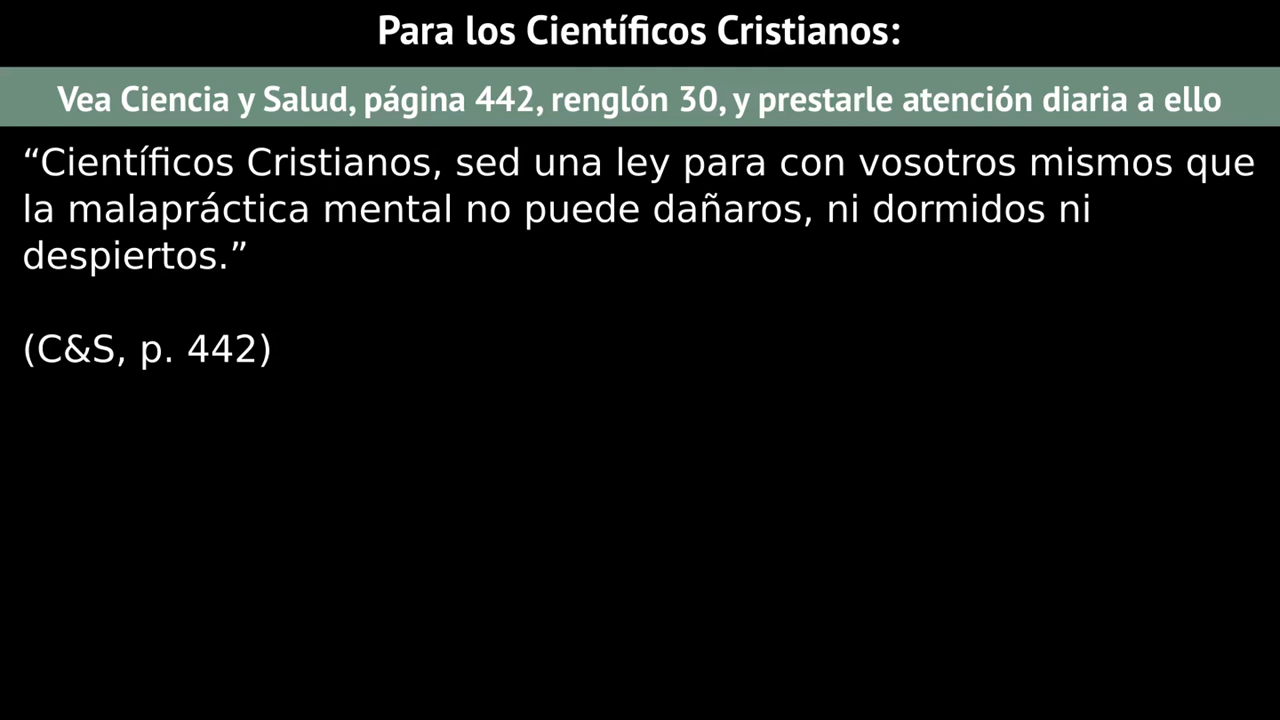 Para los Científicos Cristianos:
Vea Ciencia y Salud, página 442, renglón 30, y prestarle atención diaria a ello
“Científicos Cristianos, sed una ley para con vosotros mismos que
la malapráctica mental no puede dañaros, ni dormidos ni
despiertos.”
(C&S, p. 442)